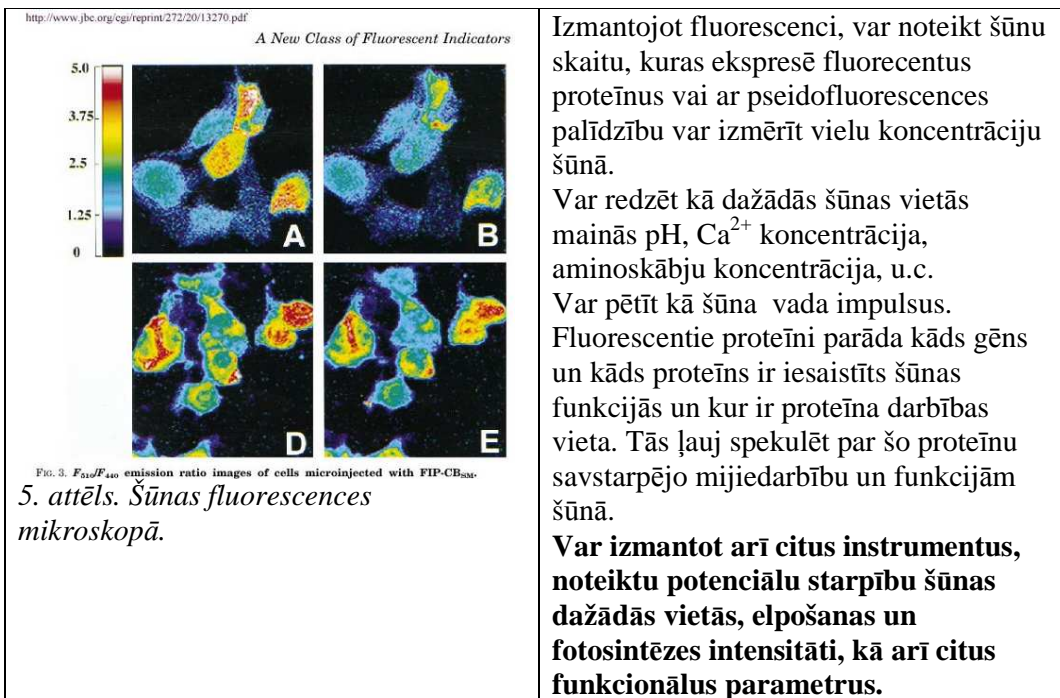 http://www.jbc.org/cgi/reprint/272/20/13270.pdf
A New Class of Fluorescent Indicators
5.0
3.75
2.5
1.25
0
A
B
D
E
FIG. 3. F510/F440 emission ratio images of cells microinjected with FIP-CBSM.
5. attēls. Šūnas fluorescences
mikroskopā.
Izmantojot fluorescenci, var noteikt šūnu
skaitu, kuras ekspresē fluorecentus
proteīnus vai ar pseidofluorescences
palīdzību var izmērīt vielu koncentrāciju
šūnā.
Var redzēt kā dažādās šūnas vietās
mainās pH, Ca2+ koncentrācija,
aminoskābju koncentrācija, u.c.
Var pētīt kā šūna vada impulsus.
Fluorescentie proteīni parāda kāds gēns
un kāds proteīns ir iesaistīts šūnas
funkcijās un kur ir proteīna darbības
vieta. Tās ļauj spekulēt par šo proteīnu
savstarpējo mijiedarbību un funkcijām
šūnā.
Var izmantot arī citus instrumentus,
noteiktu potenciālu starpību šūnas
dažādās vietās, elpošanas un
fotosintēzes intensitāti, kā arī citus
funkcionālus parametrus.